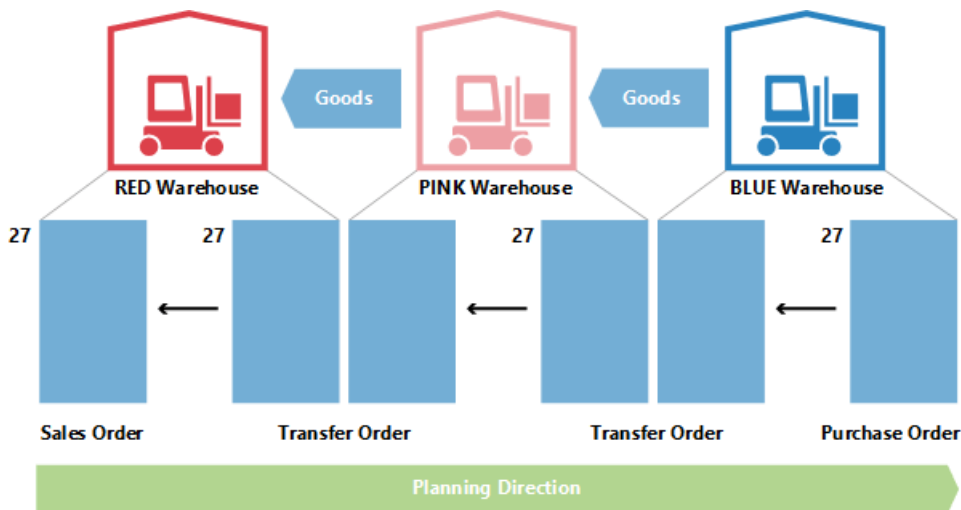 Goods
Goods
RED Warehouse
PINK Warehouse
BLUE Warehouse
27
27
27
27
Sales Order
Transfer Order
Transfer Order
Purchase Order
Planning Direction